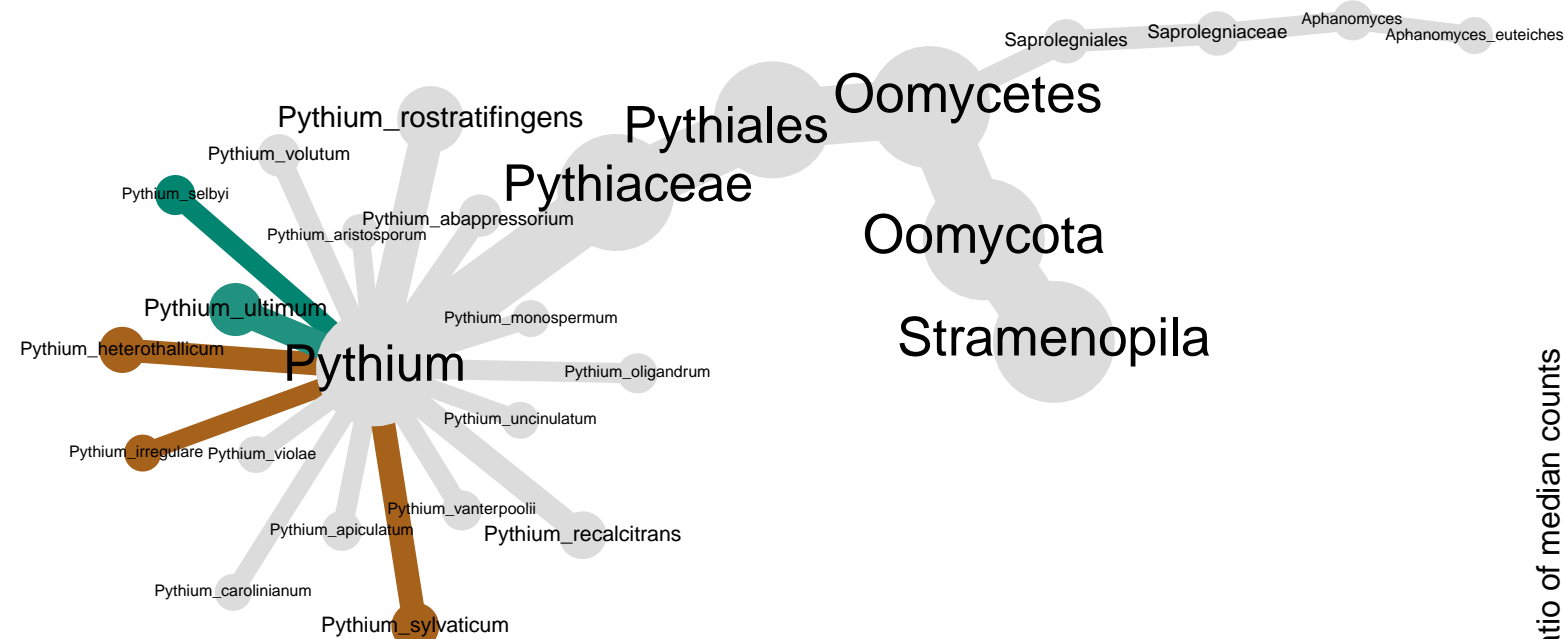 Aphanomyces
Saprolegniales
Saprolegniaceae
Aphanomyces_euteiches
Oomycetes
Pythium_rostratifingens
Pythiales
Pythium_volutum
Pythiaceae
Pythium_selbyi
Pythium_abappressorium
Pythium_aristosporum
Oomycota
Pythium_ultimum
Pythium_monospermum
Stramenopila
Pythium_heterothallicum
Pythium
Pythium_oligandrum
Pythium_uncinulatum
Pythium_irregulare
Pythium_violae
Pythium_vanterpoolii
Pythium_apiculatum
Pythium_recalcitrans
Pythium_carolinianum
Pythium_sylvaticum
of median counts